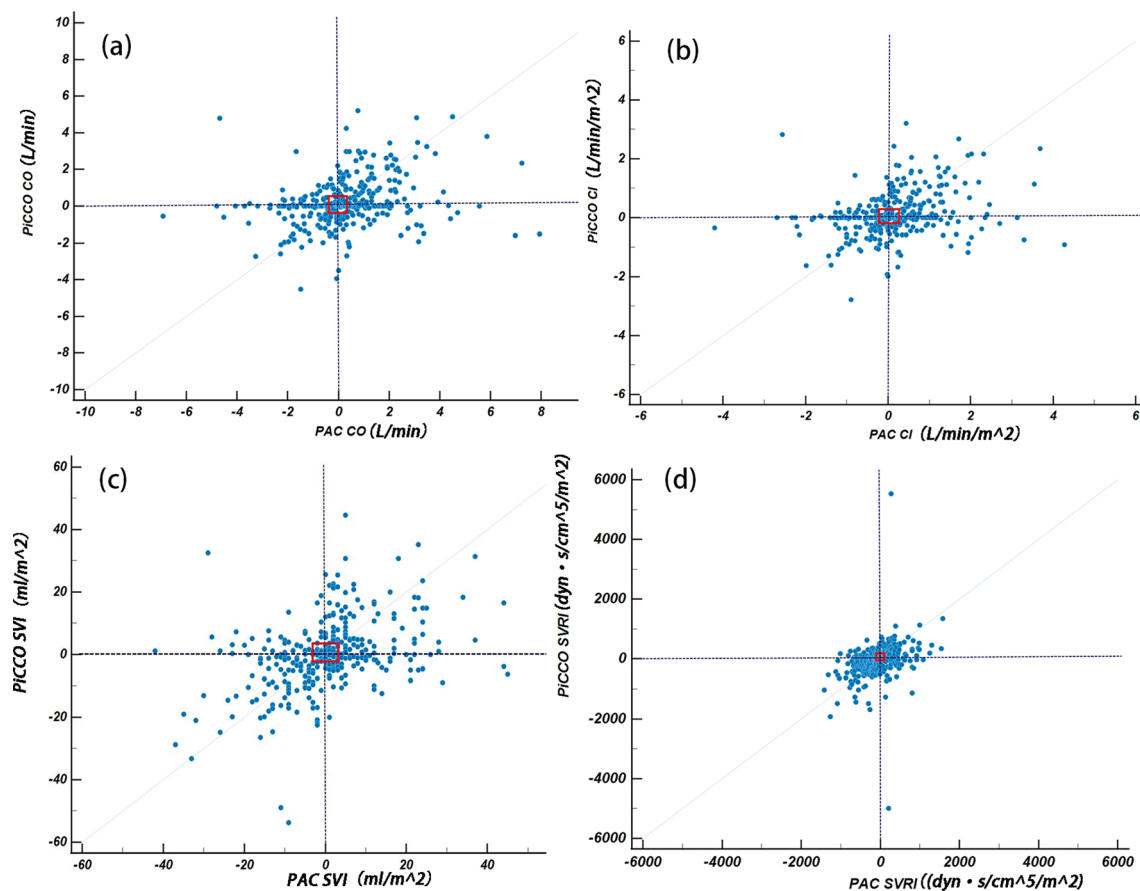 (a)
PiCCO CO (L/min)
10
8
6
4
2
0
-2
-4
-6
-8
-10
-10 -8 -6 -4 -2 0 2 4 6 8
PAC CO (L/min)
(b)
PiCCO CI (L/min/m^2)
6
4
2
0
-2
-4
-6
-6 -4 -2 0 2 4 6
PAC CI (L/min/m^2)
(c)
PiCCO SVI (ml/m^2)
60
40
20
0
-20
-40
-60
-60 -40 -20 0 20 40
PAC SVI (ml/m^2)
(d)
PiCCO SVRI (dyn · s/cm^5/m^2)
6000
4000
2000
0
-2000
-4000
-6000
-6000 -4000 -2000 0 2000 4000 6000
PAC SVRI ((dyn · s/cm^5/m^2)